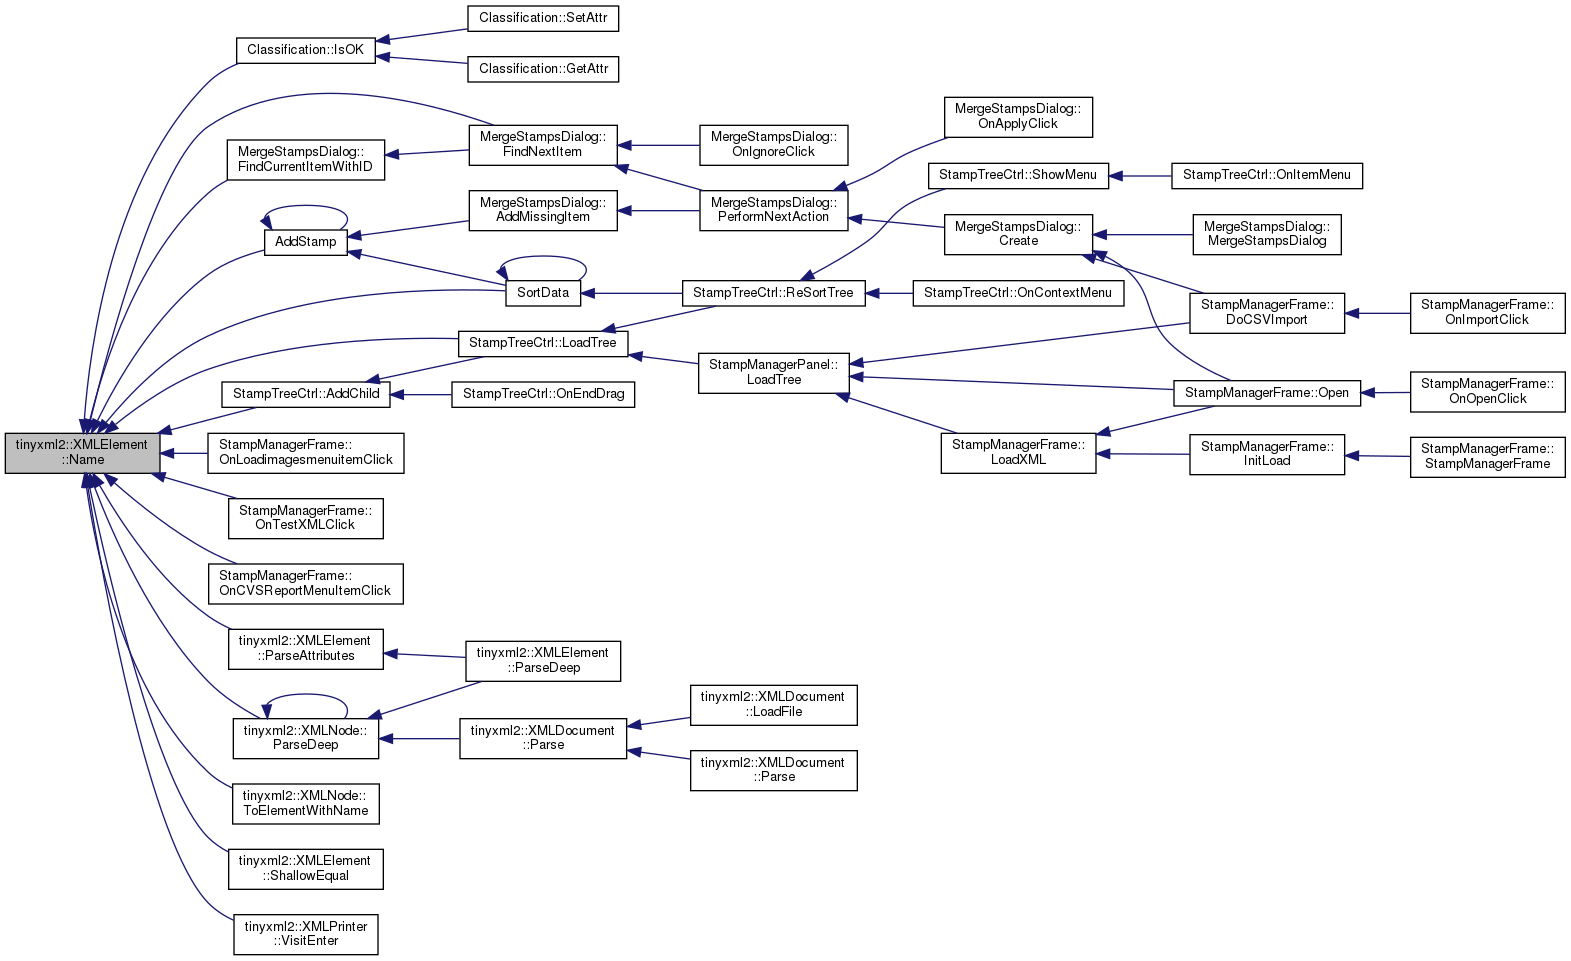 Classification::SetAttr
Classification::IsOK
Classification::GetAttr
MergeStampsDialog::
OnApplyClick
MergeStampsDialog::
FindNextItem
MergeStampsDialog::
OnIgnoreClick
MergeStampsDialog::
FindCurrentItemWithID
StampTreeCtrl::ShowMenu
StampTreeCtrl::OnItemMenu
MergeStampsDialog::
AddMissingItem
MergeStampsDialog::
PerformNextAction
AddStamp
MergeStampsDialog::
Create
MergeStampsDialog::
MergeStampsDialog
SortData
StampTreeCtrl::ReSortTree
StampTreeCtrl::OnContextMenu
StampManagerFrame::
DoCSVImport
StampManagerFrame::
OnImportClick
StampTreeCtrl::LoadTree
StampManagerPanel::
LoadTree
StampTreeCtrl::AddChild
StampTreeCtrl::OnEndDrag
StampManagerFrame::Open
StampManagerFrame::
OnOpenClick
tinyxml2::XMLElement
::Name
StampManagerFrame::
OnLoadimagesmenuitemClick
StampManagerFrame::
LoadXML
StampManagerFrame::
InitLoad
StampManagerFrame::
StampManagerFrame
StampManagerFrame::
OnTestXMLClick
StampManagerFrame::
OnCVSReportMenuItemClick
tinyxml2::XMLElement
::ParseAttributes
tinyxml2::XMLElement
::ParseDeep
tinyxml2::XMLDocument
::LoadFile
tinyxml2::XMLNode::
ParseDeep
tinyxml2::XMLDocument
::Parse
tinyxml2::XMLDocument
::Parse
tinyxml2::XMLNode::
ToElementWithName
tinyxml2::XMLElement
::ShallowEqual
tinyxml2::XMLPrinter
::VisitEnter